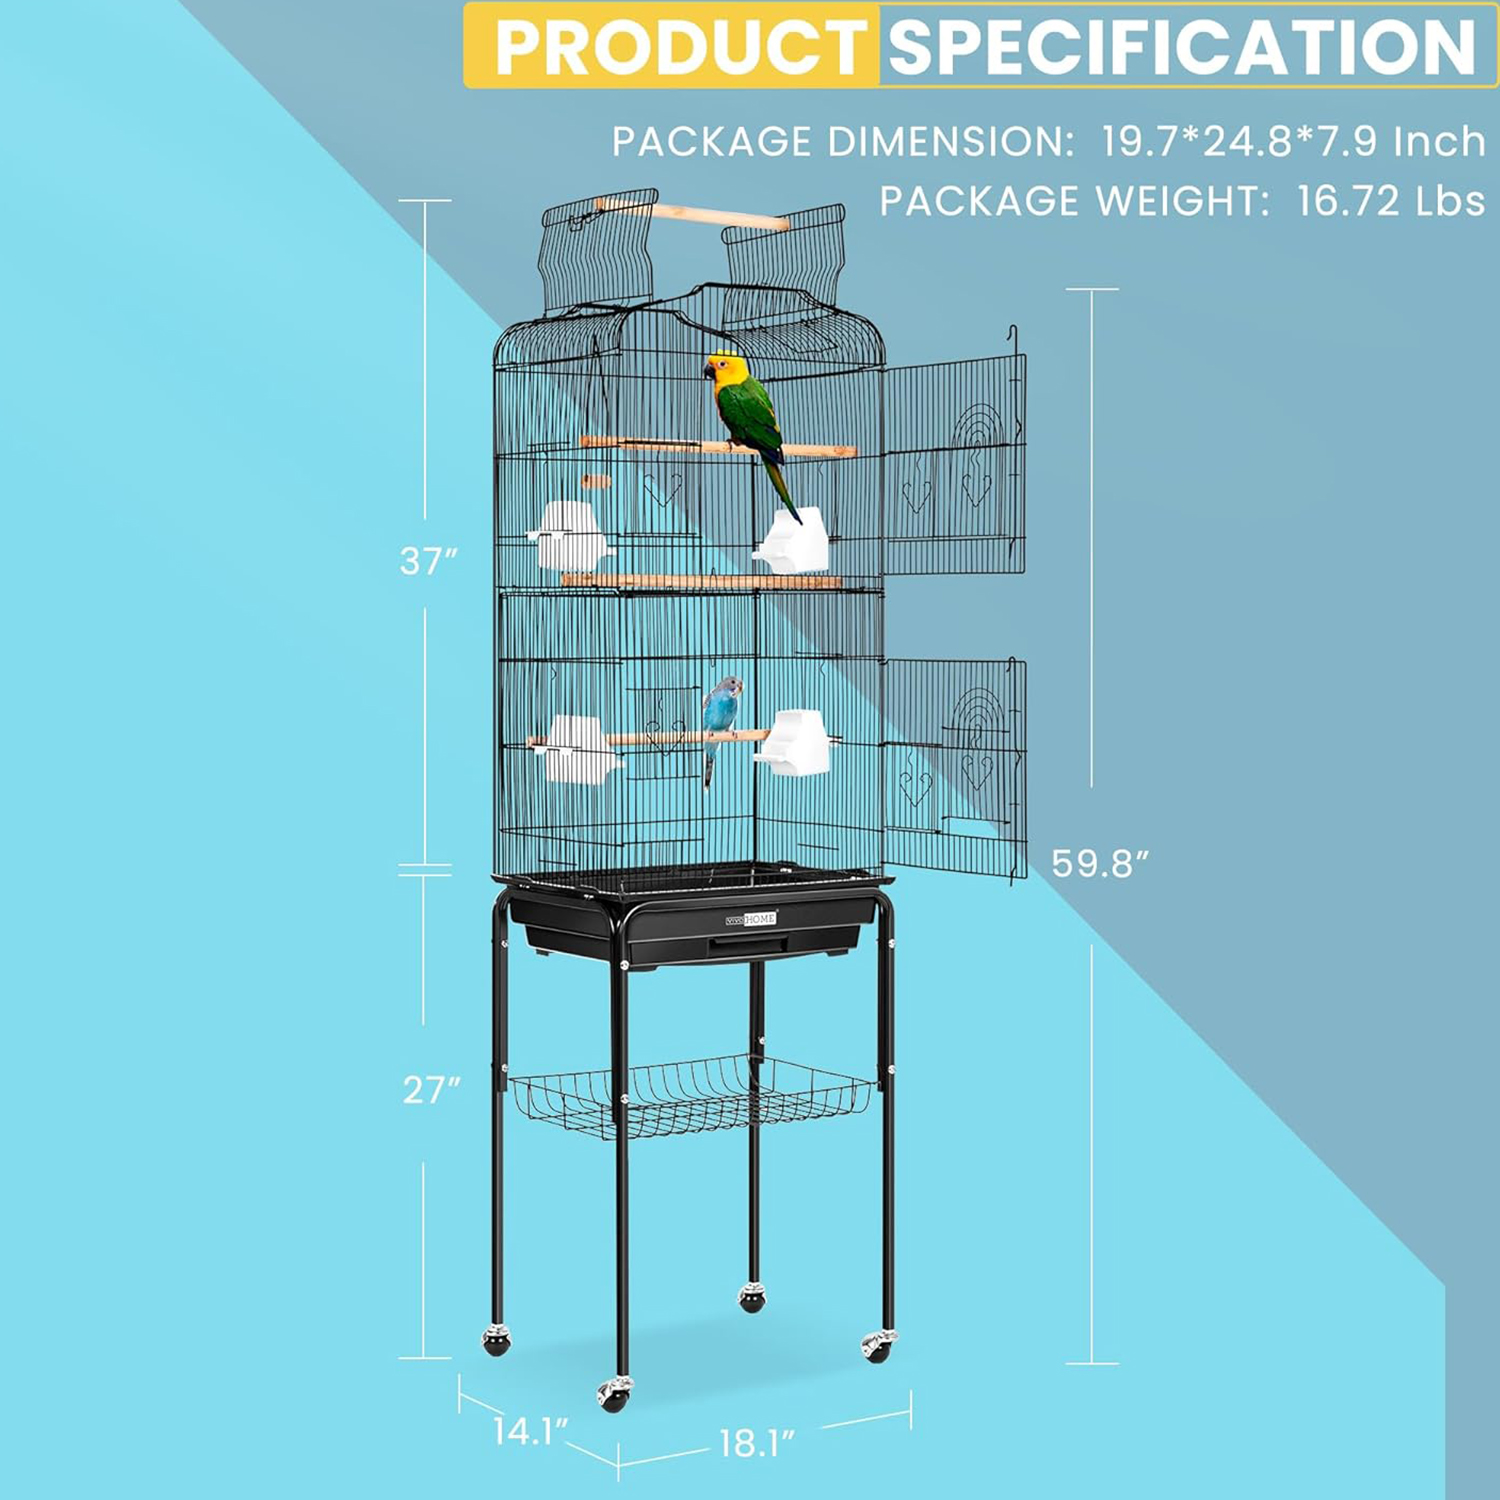 PRODUCT SPECIFICATION
PACKAGE DIMENSION: 19.7*24.8*7.9 Inch
PACKAGE WEIGHT: 16.72 Lbs
37”
59.8”
VIVOHOME
27”
14.1”
18.1”